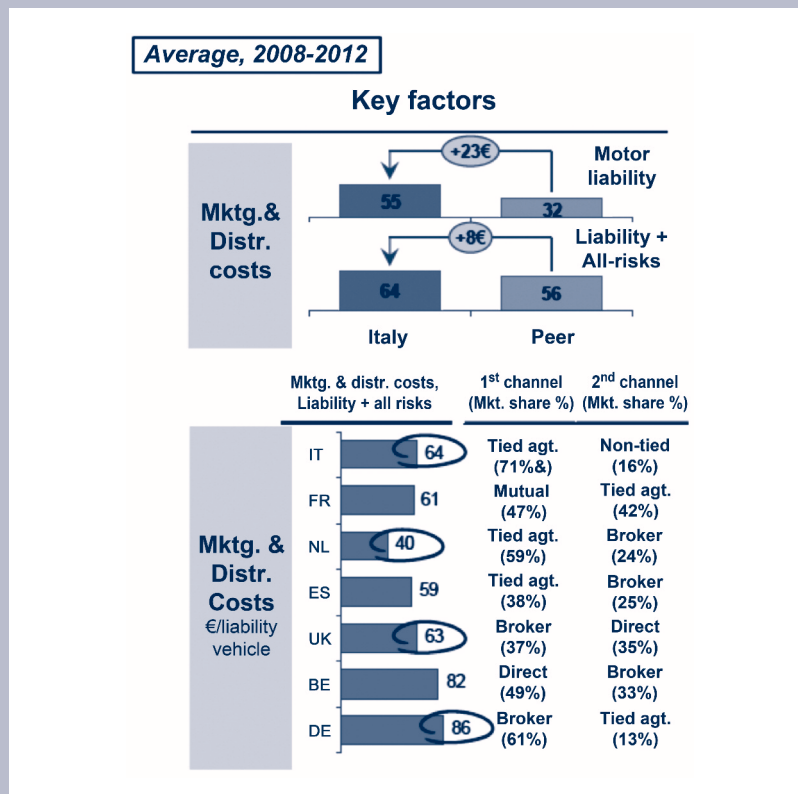 Average, 2008-2012
Key factors
Mktg.&
Distr.
costs
+23€
Motor
liability
55
32
+8€
Liability +
All-risks
64
56
Italy
Peer
Mktg. & distr. costs,
Liability + all risks
1st channel
(Mkt. share %)
2nd channel
(Mkt. share %)
Mktg. &
Distr.
Costs
€/liability
vehicle
IT
64
Tied agt.
(71%&)
Non-tied
(16%)
FR
61
Mutual
(47%)
Tied agt.
(42%)
NL
40
Tied agt.
(59%)
Broker
(24%)
ES
59
Tied agt.
(38%)
Broker
(25%)
UK
63
Broker
(37%)
Direct
(35%)
BE
82
Direct
(49%)
Broker
(33%)
DE
86
Broker
(61%)
Tied agt.
(13%)